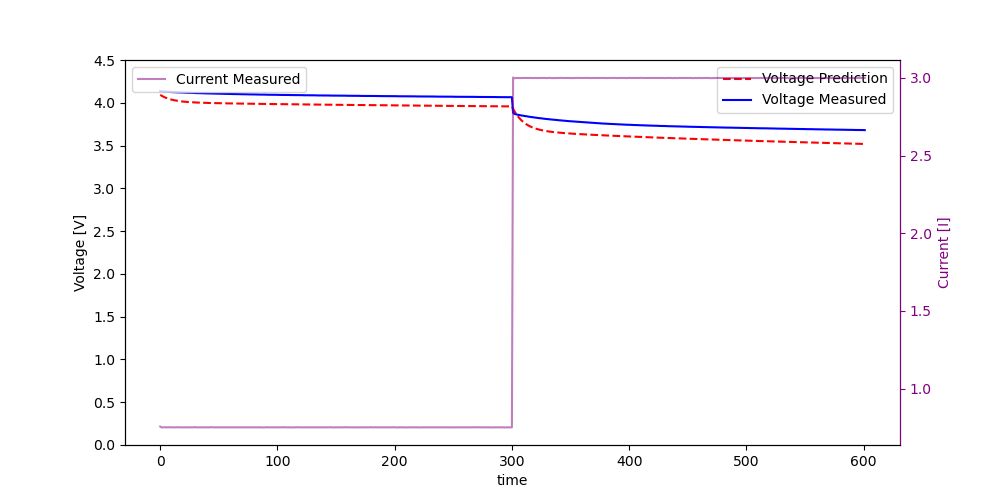 Current Measured
Voltage Prediction
Voltage Measured
4.5
4.0
3.5
3.0
2.5
2.0
1.5
1.0
0.5
0.0
Voltage [V]
3.0
2.5
2.0
1.5
1.0
Current [I]
0 100 200 300 400 500 600
time